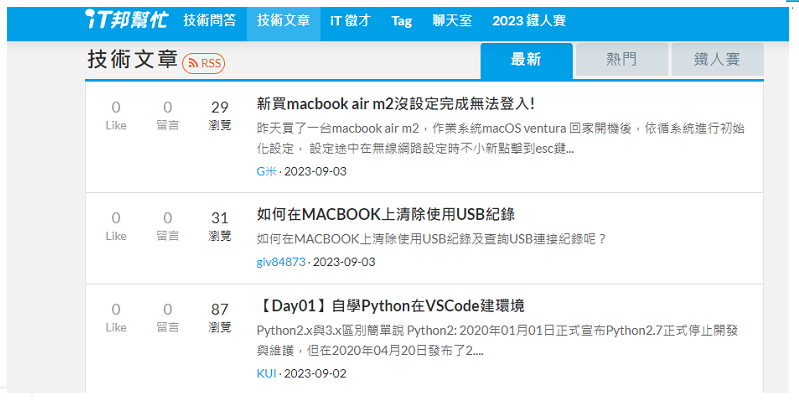 iT邦幫忙 技術問答 技術文章 iT 徵才 Tag 聊天室 2023 鐵人賽
技術文章 RSS 最新 熱門 鐵人賽
0 0 29 新買macbook air m2沒設定完成無法登入!
Like 留言 瀏覽 昨天買了一台macbook air m2，作業系統macOS ventura 回家開機後，依循系統進行初始
化設定， 設定途中在無線網路設定時不小新點擊到esc鍵...
G米 · 2023-09-03
0 0 31 如何在MACBOOK上清除使用USB紀錄
Like 留言 瀏覽 如何在MACBOOK上清除使用USB紀錄及查詢USB連接紀錄呢？
giv84873 · 2023-09-03
0 0 87 【Day01】自學Python在VSCode建環境
Like 留言 瀏覽 Python2.x與3.x區別簡單說 Python2: 2020年01月01日正式宣布Python2.7正式停止開發
與維護，但在2020年04月20日發布了2....
KUI · 2023-09-02